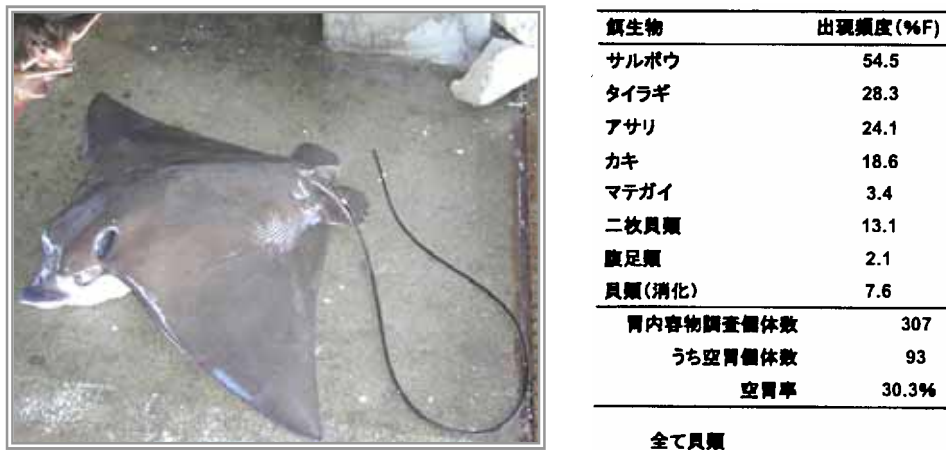 餌生物 出現頻度(%F)
サルボウ 54.5
タイラギ 28.3
アサリ 24.1
カキ 18.6
マテガイ 3.4
二枚貝類 13.1
腹足類 2.1
貝類(消化) 7.6
胃内容物調査個体数 307
うち空胃個体数 93
空胃率 30.3%
全て貝類